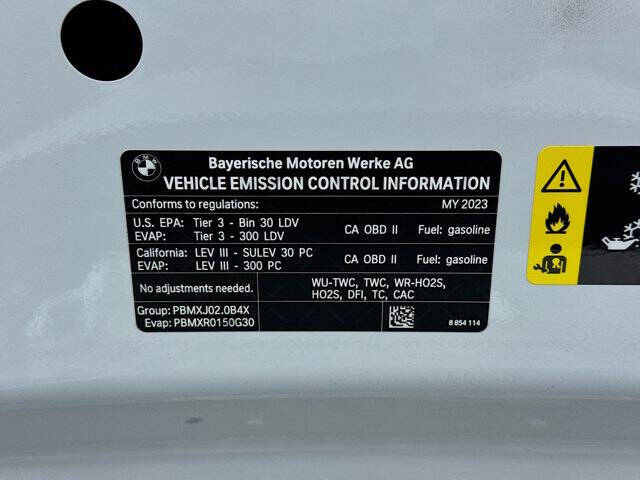 BMW
Bayerische Motoren Werke AG
VEHICLE EMISSION CONTROL INFORMATION
Conforms to regulations: MY 2023
U.S. EPA: Tier 3 - Bin 30 LDV CA OBD II Fuel: gasoline
EVAP: Tier 3 - 300 LDV
California: LEV III - SULEV 30 PC CA OBD II Fuel: gasoline
EVAP: LEV III - 300 PC
No adjustments needed. WU-TWC, TWC, WR-HO2S,
HO2S, DFI, TC, CAC
Group: PBMXJ02.0B4X
Evap: PBMXR0150G30 8 854 114